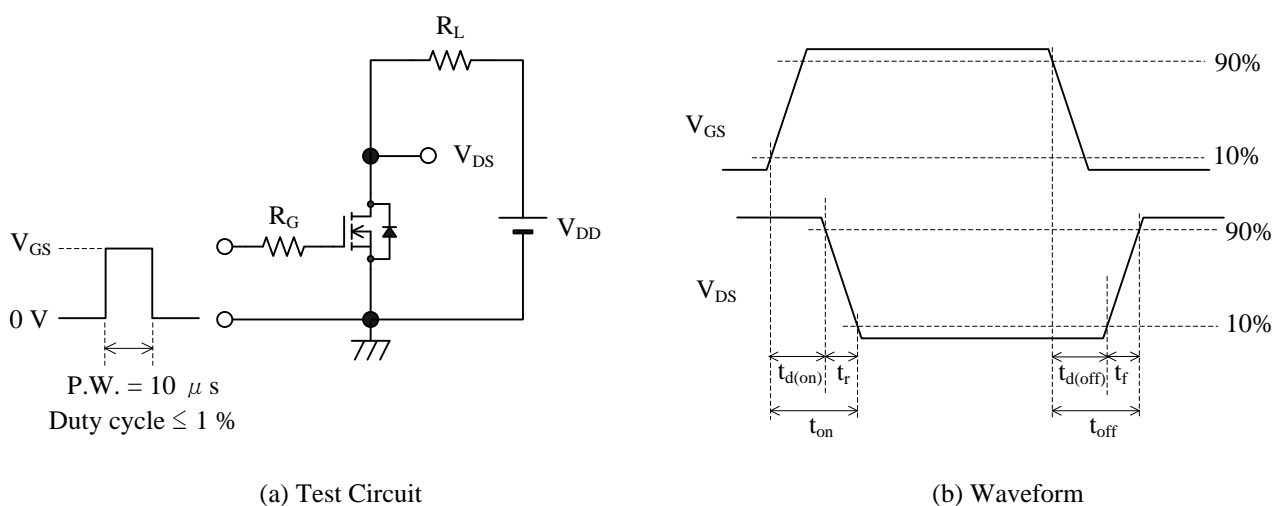 R_L
V_DS
R_G
V_DD
V_GS
0 V
P.W. = 10 μ s
Duty cycle ≤ 1 %
(a) Test Circuit
90%
V_GS
10%
90%
V_DS
10%
t_d(on) t_r t_d(off) t_f
t_on t_off
(b) Waveform